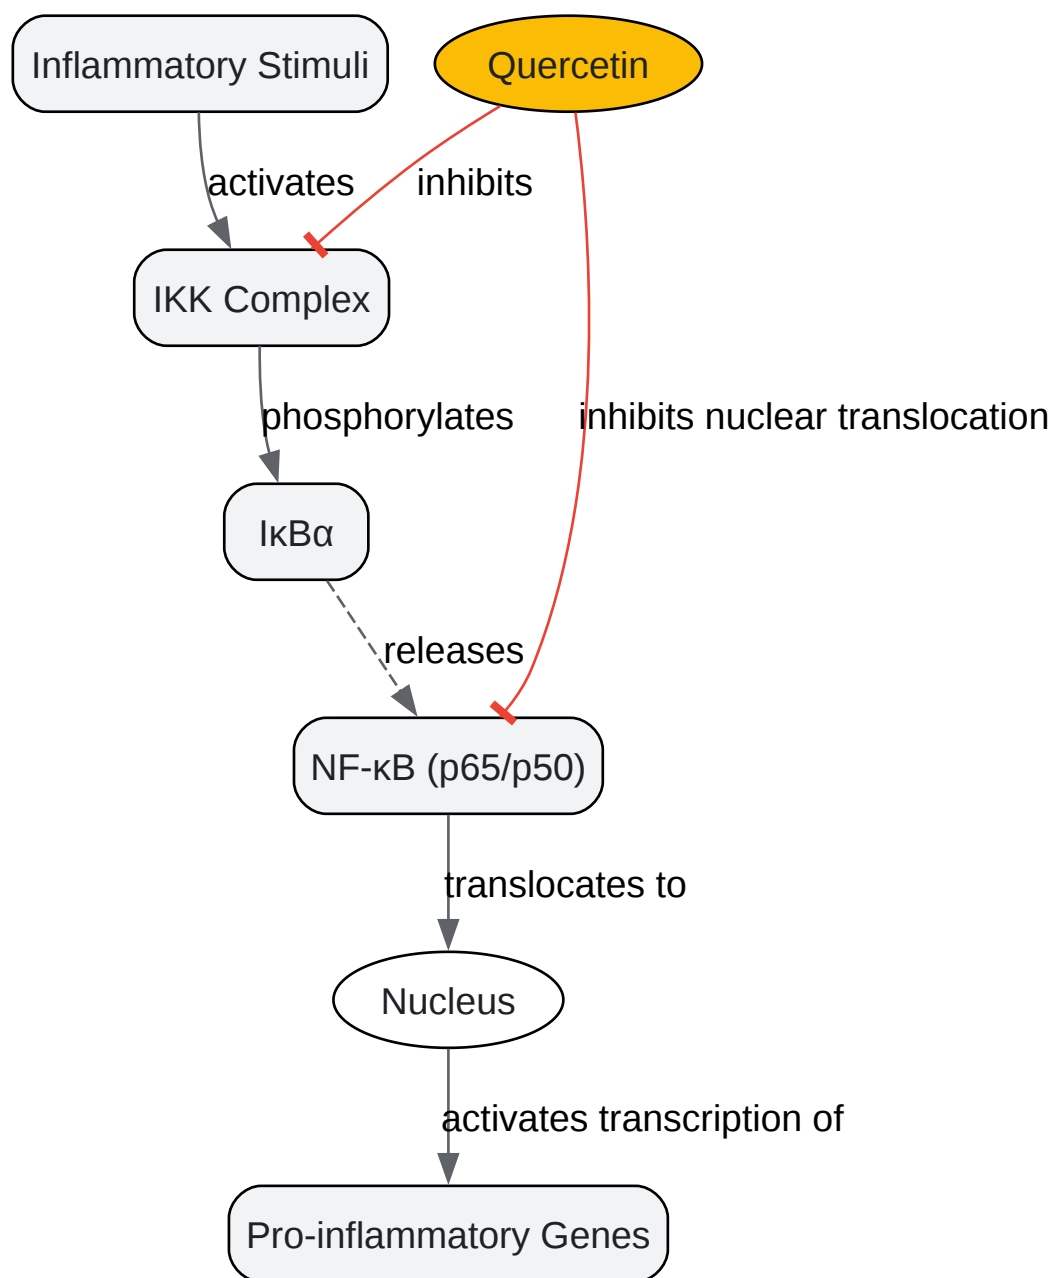 Inflammatory Stimuli
Quercetin
activates
inhibits
IKK Complex
phosphorylates
inhibits nuclear translocation
IκBα
releases
NF-κB (p65/p50)
translocates to
Nucleus
activates transcription of
Pro-inflammatory Genes